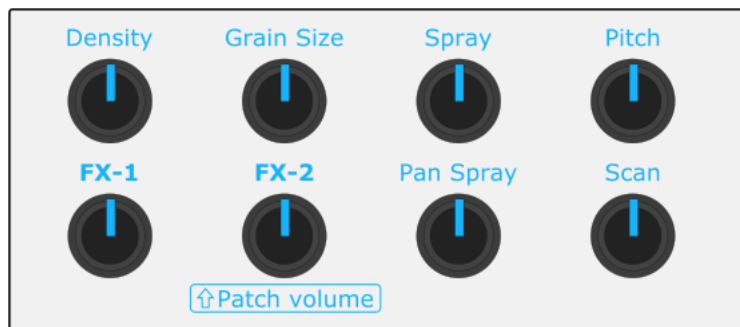 Density Grain Size Spray Pitch
FX-1 FX-2 Pan Spray Scan
⇧Patch volume